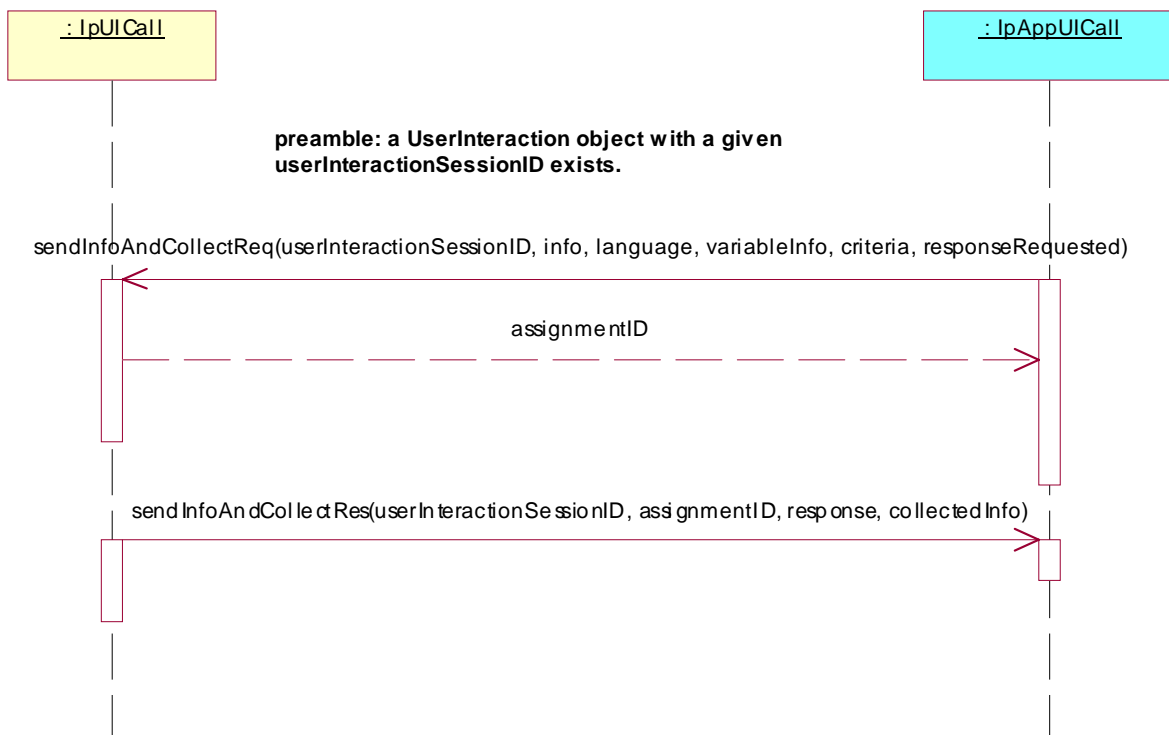 : IpUICall
: IpAppUICall
preamble: a UserInteraction object with a given
userInteractionSessionID exists.
sendInfoAndCollectReq(userInteractionSessionID, info, language, variableInfo, criteria, responseRequested)
assignmentID
sendInfoAndCollectRes(userInteractionSessionID, assignmentID, response, collectedInfo)